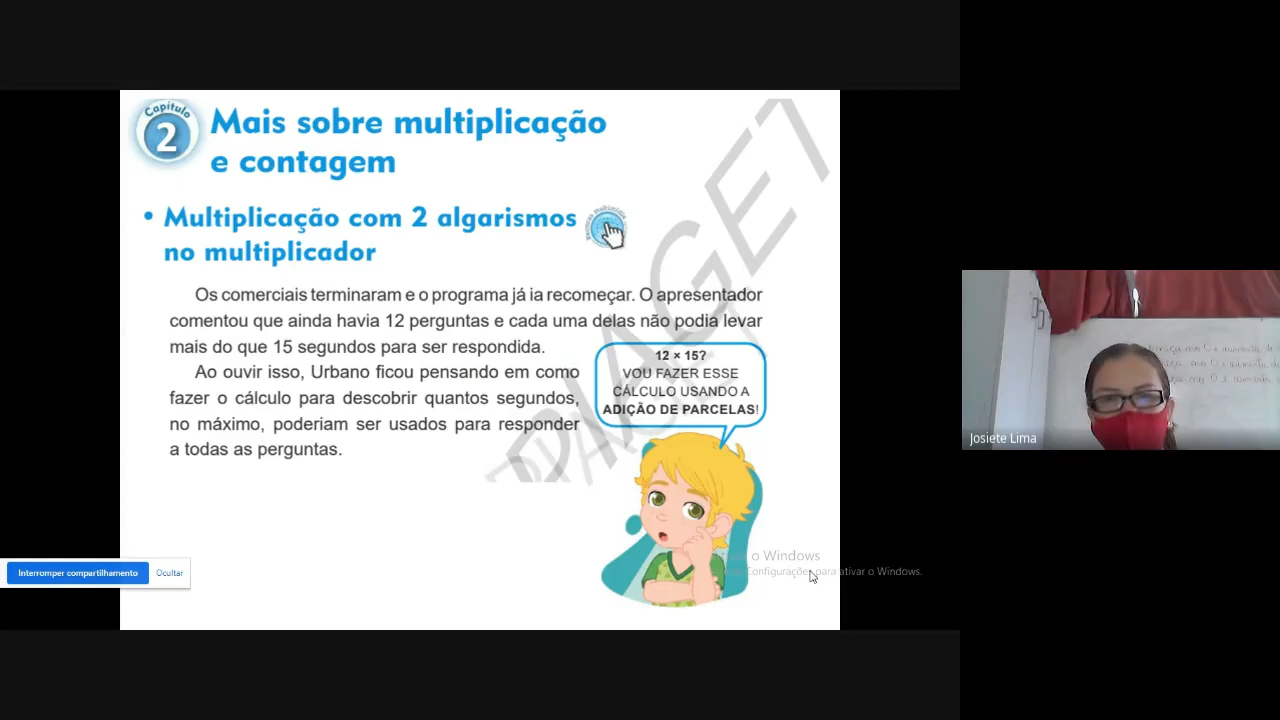 Capítulo
2
Mais sobre multiplicação
e contagem
• Multiplicação com 2 algarismos
no multiplicador
Os comerciais terminaram e o programa já ia recomeçar. O apresentador
comentou que ainda havia 12 perguntas e cada uma delas não podia levar
mais do que 15 segundos para ser respondida.
Ao ouvir isso, Urbano ficou pensando em como
fazer o cálculo para descobrir quantos segundos,
no máximo, poderiam ser usados para responder
a todas as perguntas.
12 × 15?
VOU FAZER ESSE
CÁLCULO USANDO A
ADIÇÃO DE PARCELAS!
PIAGET
o Windows
Configurações para ativar o Windows.
Interromper compartilhamento
Ocultar
Josiete Lima